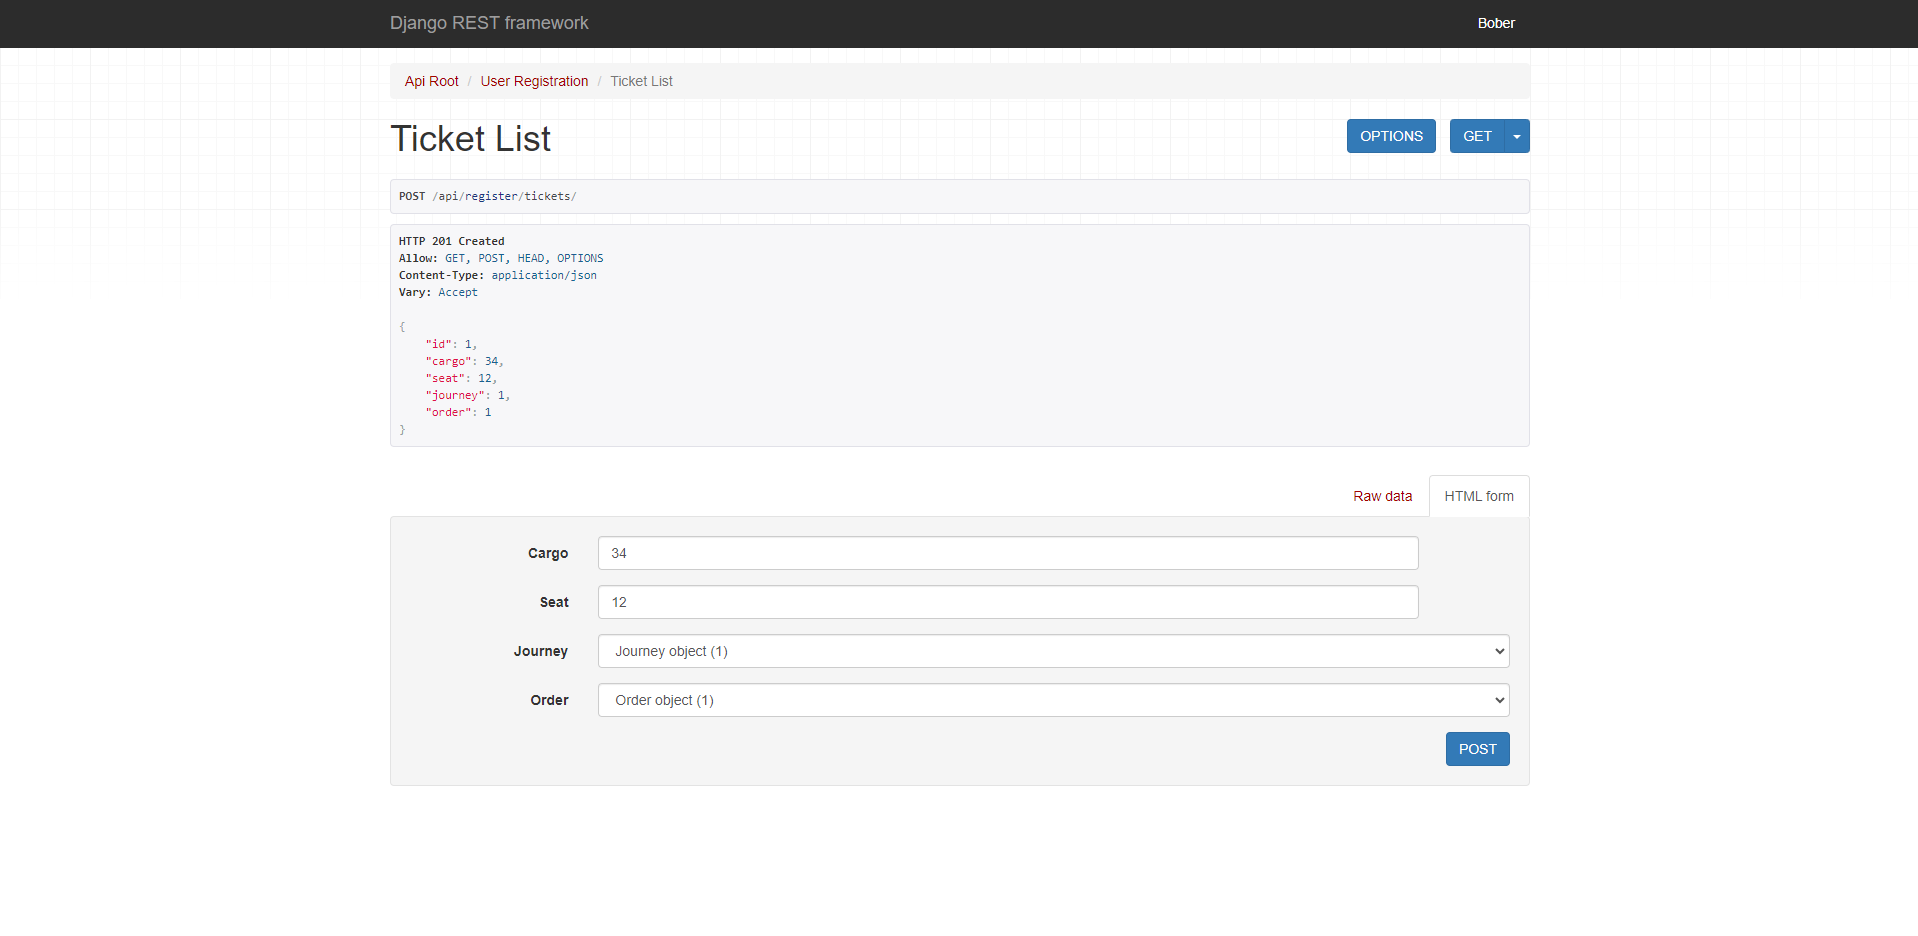 Django REST framework
Bober
Api Root / User Registration / Ticket List
Ticket List
OPTIONS
GET
POST /api/register/tickets/
HTTP 201 Created
Allow: GET, POST, HEAD, OPTIONS
Content-Type: application/json
Vary: Accept
{
    "id": 1,
    "cargo": 34,
    "seat": 12,
    "journey": 1,
    "order": 1
}
Raw data
HTML form
Cargo
34
Seat
12
Journey
Journey object (1)
Order
Order object (1)
POST